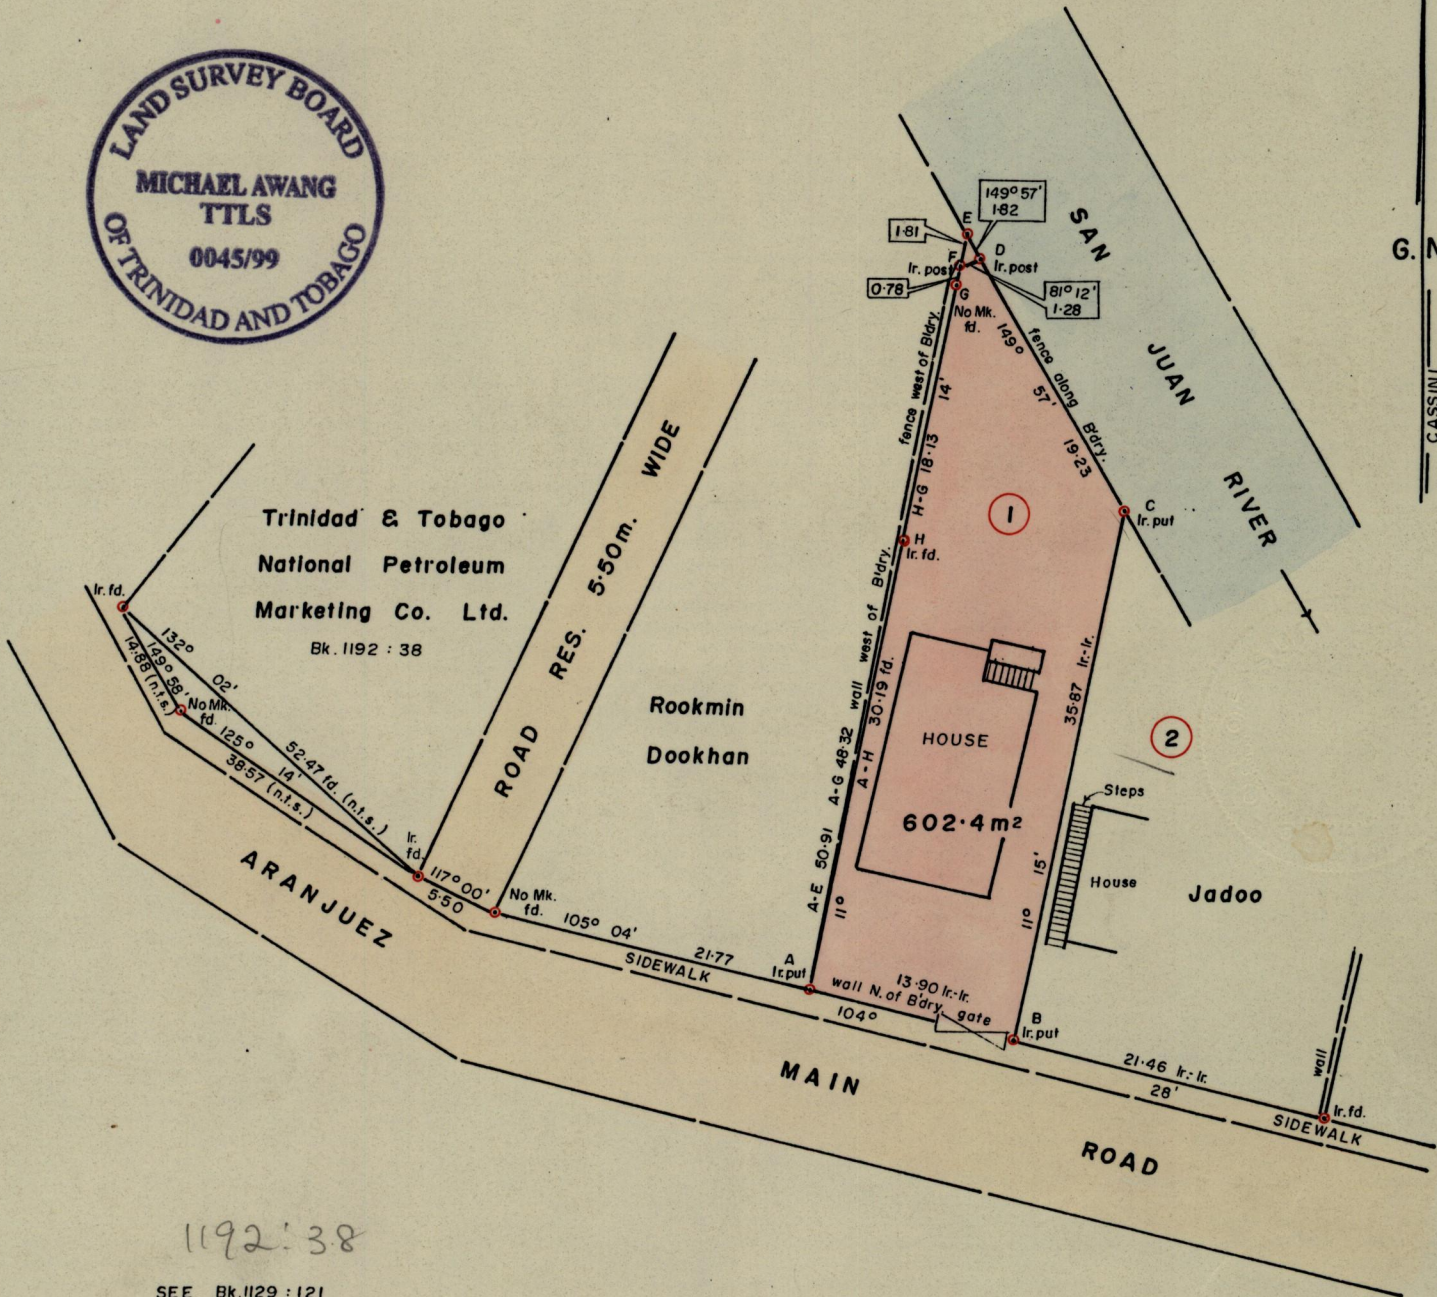 LAND SURVEY BOARD
MICHAEL AWANG
TTLS
0045/99
OF TRINIDAD AND TOBAGO
149° 57'
1·82
E
1·81
F
D
Ir. post
Ir. post
0·78
G
No Mk.
fd.
81° 12'
1·28
SAN JUAN RIVER
G.
CASSINI
fence west of B'dry.
14'
H-G 18·13
149° 57'
fence along B'dry.
19·23
1
C
Ir. put
H
Ir. fd.
Trinidad & Tobago
National Petroleum
Marketing Co. Ltd.
Bk. 1192 : 38
ROAD RES. 5·50m. WIDE
Rookmin
Dookhan
wall west of B'dry.
A-H 30·19 fd.
A-G 48·32
A-E 50·91
11°
HOUSE
602·4 m²
35·87 Ir.-Ir.
11° 15'
2
Steps
House
Jadoo
Ir. fd.
149° 58'
14·88 (n.t.s.)
132° 02'
52·47 fd. (n.t.s.)
No Mk.
fd.
125° 14'
38·57 (n.t.s.)
Ir.
fd.
117° 00'
5·50
No Mk.
fd.
105° 04'
21·77
SIDEWALK
A
Ir. put
13·90 Ir.-Ir.
wall N. of B'dry.
gate
104° 28'
B
Ir. put
21·46 Ir.-Ir.
wall
Ir. fd.
SIDEWALK
ARANJUEZ MAIN ROAD
1192:38
SEE Bk. 1129 : 121